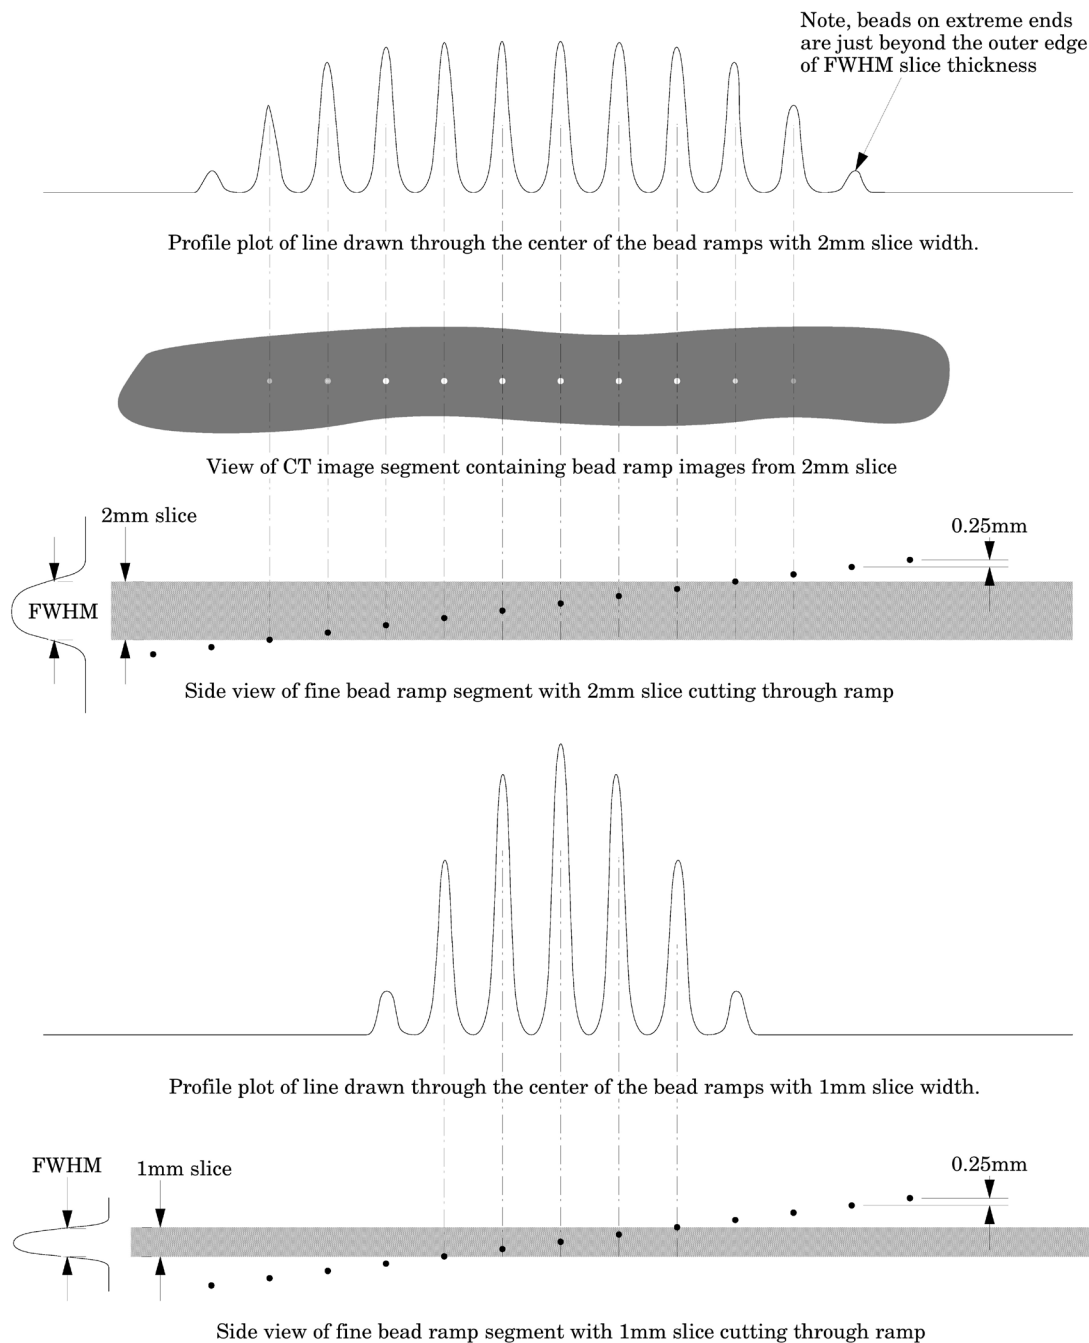 Note, beads on extreme ends
are just beyond the outer edge
of FWHM slice thickness
Profile plot of line drawn through the center of the bead ramps with 2mm slice width.
View of CT image segment containing bead ramp images from 2mm slice
2mm slice
0.25mm
FWHM
Side view of fine bead ramp segment with 2mm slice cutting through ramp
Profile plot of line drawn through the center of the bead ramps with 1mm slice width.
FWHM
1mm slice
0.25mm
Side view of fine bead ramp segment with 1mm slice cutting through ramp